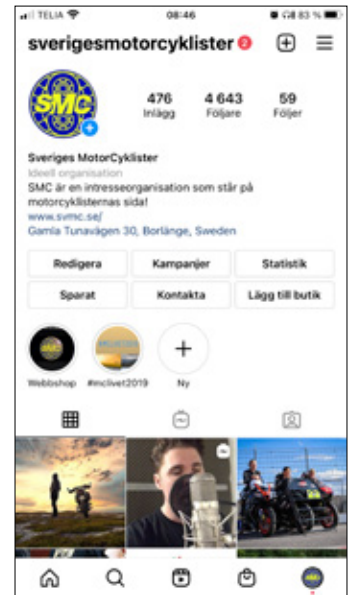 TELIA 08:46 83 %
sverigesmotorcyklister 2
SMC
476 4 643 59
Inlägg Följare Följer
Sveriges MotorCyklister
Ideell organisation
SMC är en intresseorganisation som står på
motorcyklisternas sida!
www.svmc.se/
Gamla Tunavägen 30, Borlänge, Sweden
Redigera Kampanjer Statistik
Sparat Kontakta Lägg till butik
SMC
Webbshop #mclivet2019 Ny